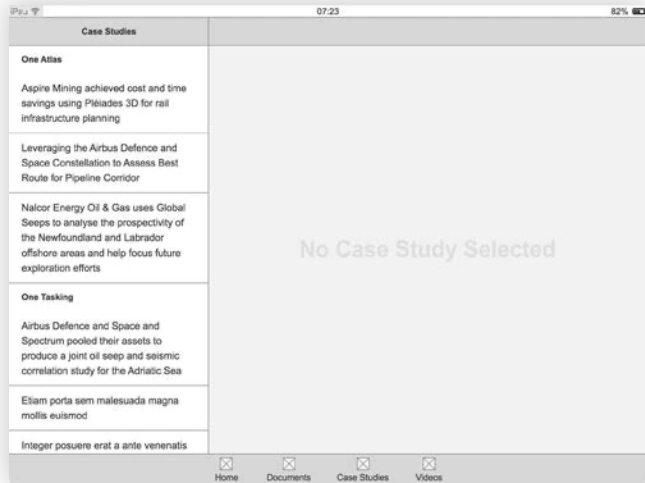 iPad
07:23
82%
Case Studies
One Atlas
Aspire Mining achieved cost and time
savings using Pléiades 3D for rail
infrastructure planning
Leveraging the Airbus Defence and
Space Constellation to Assess Best
Route for Pipeline Corridor
Nalcor Energy Oil & Gas uses Global
Seeps to analyse the prospectivity of
the Newfoundland and Labrador
offshore areas and help focus future
exploration efforts
One Tasking
Airbus Defence and Space and
Spectrum pooled their assets to
produce a joint oil seep and seismic
correlation study for the Adriatic Sea
Etiam porta sem malesuada magna
mollis euismod
Integer posuere erat a ante venenatis
No Case Study Selected
Home
Documents
Case Studies
Videos